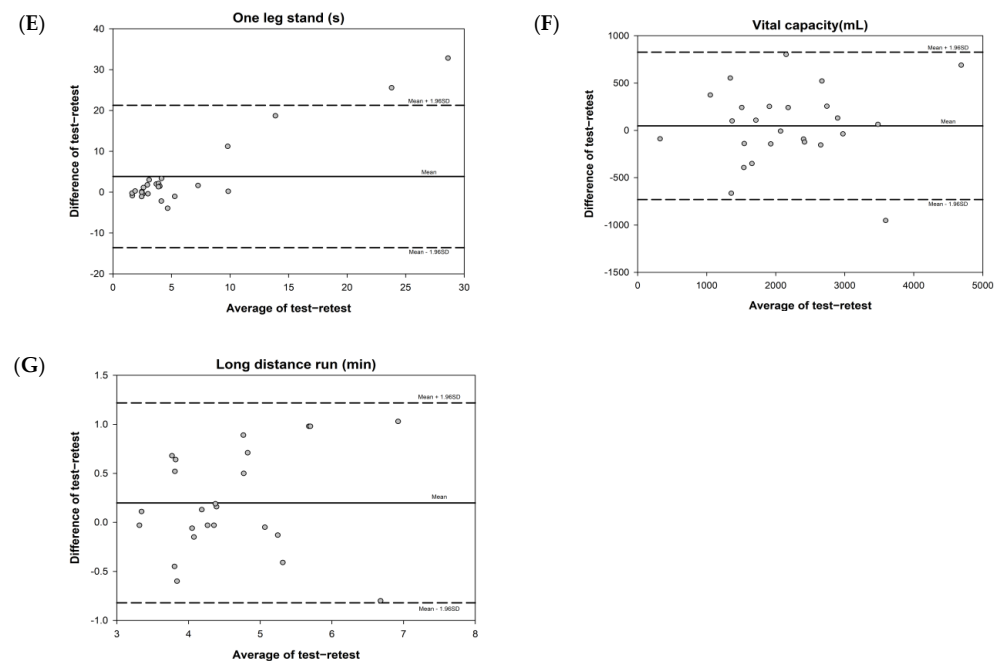 (E)
One leg stand (s)
Difference of test-retest
40
30
20
10
0
-10
-20
Mean + 1.96SD
Mean
Mean - 1.96SD
0 5 10 15 20 25 30
Average of test-retest
(F)
Vital capacity(mL)
Difference of test-retest
1000
500
0
-500
-1000
-1500
Mean + 1.96SD
Mean
Mean - 1.96SD
0 1000 2000 3000 4000 5000
Average of test-retest
(G)
Long distance run (min)
Difference of test-retest
1.5
1.0
0.5
0.0
-0.5
-1.0
Mean + 1.96SD
Mean
Mean - 1.96SD
3 4 5 6 7 8
Average of test-retest